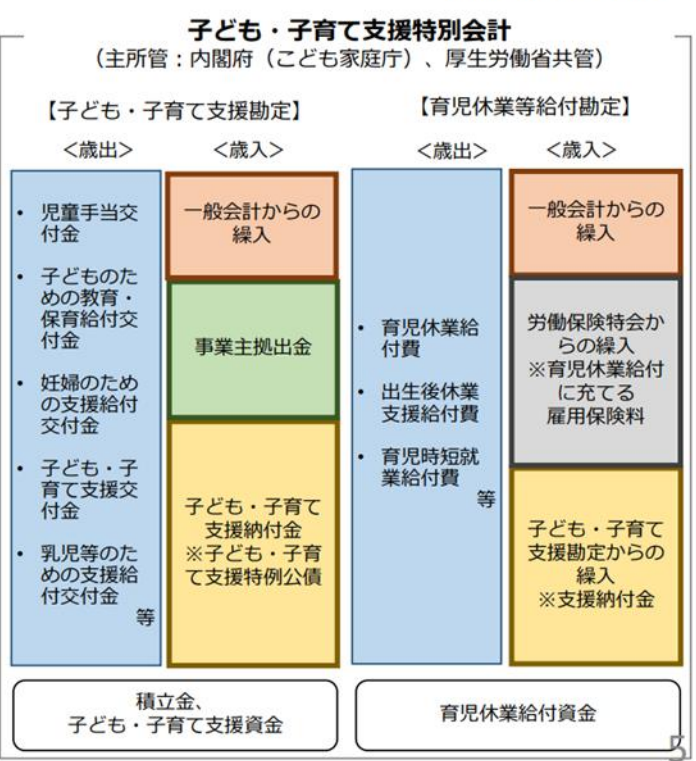 子ども・子育て支援特別会計
（主所管：内閣府（こども家庭庁）、厚生労働省共管）
【子ども・子育て支援勘定】
＜歳出＞
＜歳入＞
• 児童手当交
付金
• 子どものた
めの教育・
保育給付交
付金
• 妊婦のため
の支援給付
交付金
• 子ども・子
育て支援交
付金
• 乳児等のた
めの支援給
付交付金
等
一般会計からの
繰入
事業主拠出金
子ども・子育て
支援納付金
※子ども・子育
て支援特例公債
積立金、
子ども・子育て支援資金
【育児休業等給付勘定】
＜歳出＞
＜歳入＞
• 育児休業給
付費
• 出生後休業
支援給付費
• 育児時短就
業給付費
等
一般会計からの
繰入
労働保険特会か
らの繰入
※育児休業給付
に充てる
雇用保険料
子ども・子育て
支援勘定からの
繰入
※支援納付金
育児休業給付資金
5